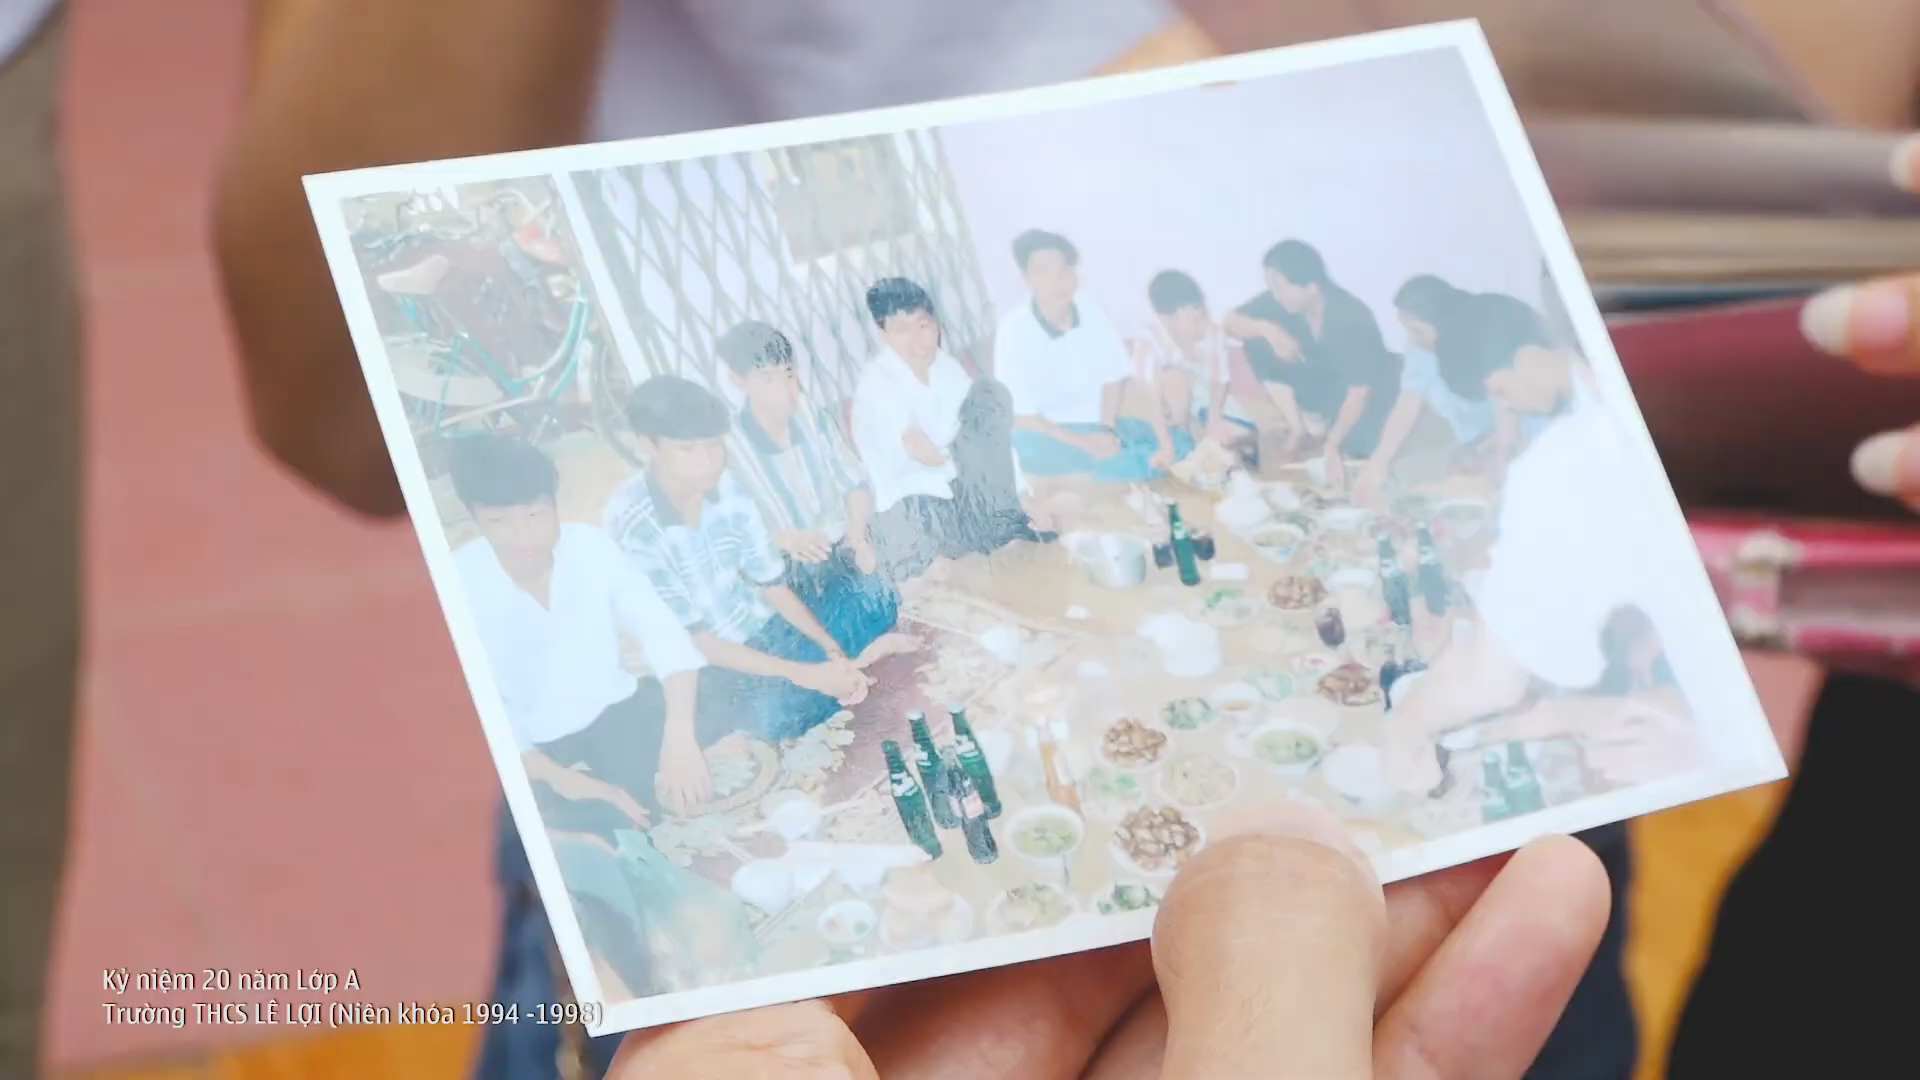 Kỷ niệm 20 năm Lớp A
Trường THCS LÊ LỢI (Niên khóa 1994 -1998)